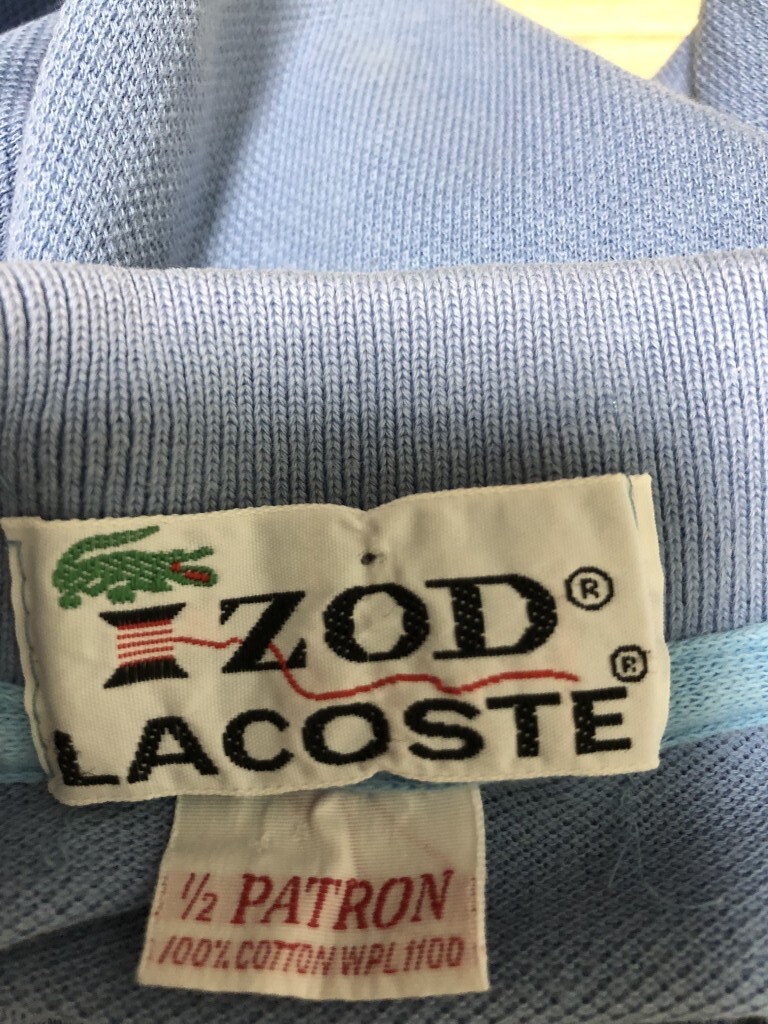 IZOD®
LACOSTE®
1/2 PATRON
100% COTTON WPL 1100